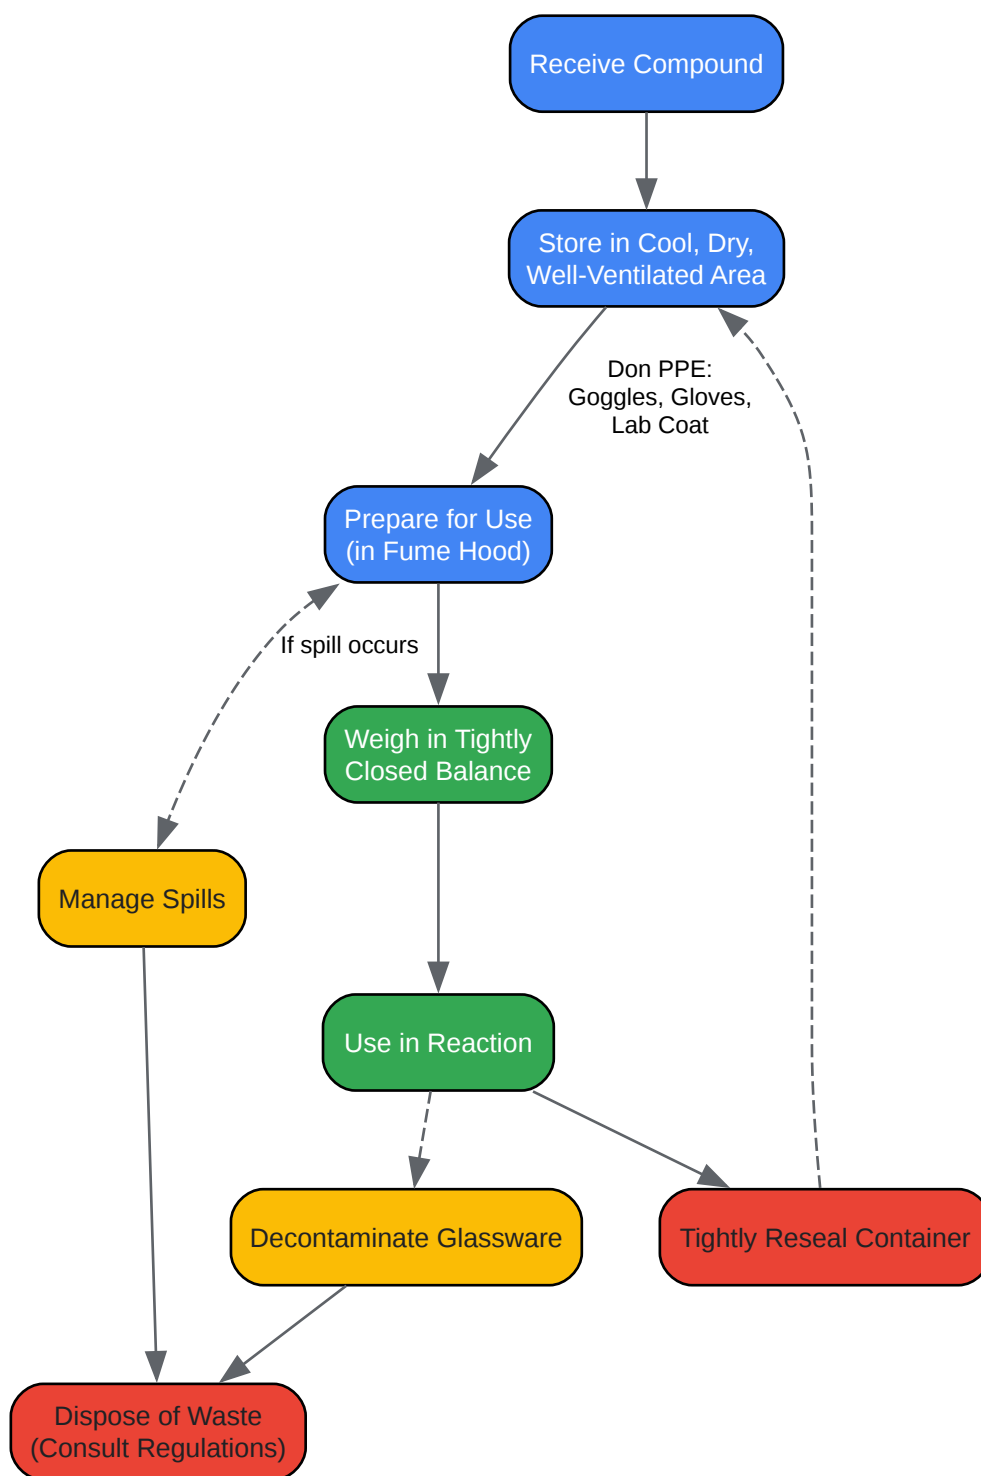 Receive Compound
Store in Cool, Dry,
Well-Ventilated Area
Don PPE:
Goggles, Gloves,
Lab Coat
Prepare for Use
(in Fume Hood)
If spill occurs
Weigh in Tightly
Closed Balance
Manage Spills
Use in Reaction
Decontaminate Glassware
Tightly Reseal Container
Dispose of Waste
(Consult Regulations)